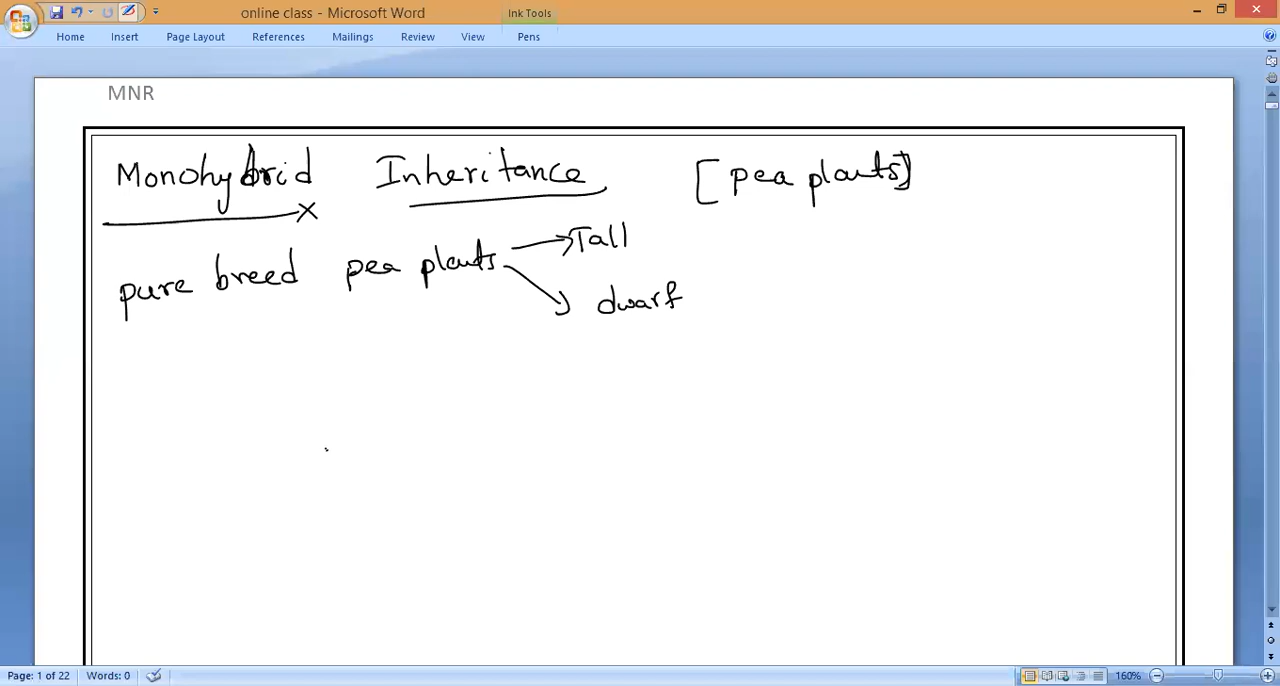 online class - Microsoft Word
Ink Tools
Home Insert Page Layout References Mailings Review View Pens
MNR
Monohybrid Inheritance [pea plants]
pure breed pea plants → Tall
→ dwarf
Page: 1 of 22 Words: 0 160%